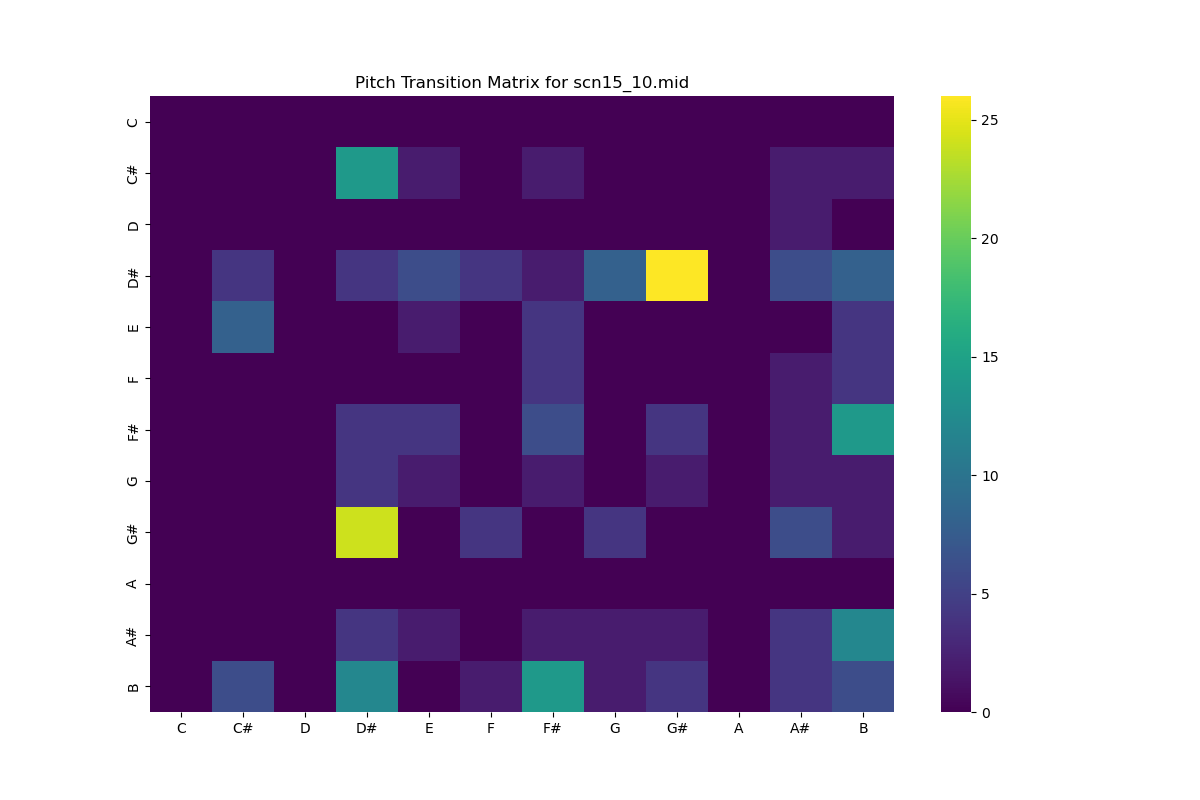 Pitch Transition Matrix for scn15_10.mid
C
C#
D
D#
E
F
F#
G
G#
A
A#
B
C C# D D# E F F# G G# A A# B
25
20
15
10
5
0